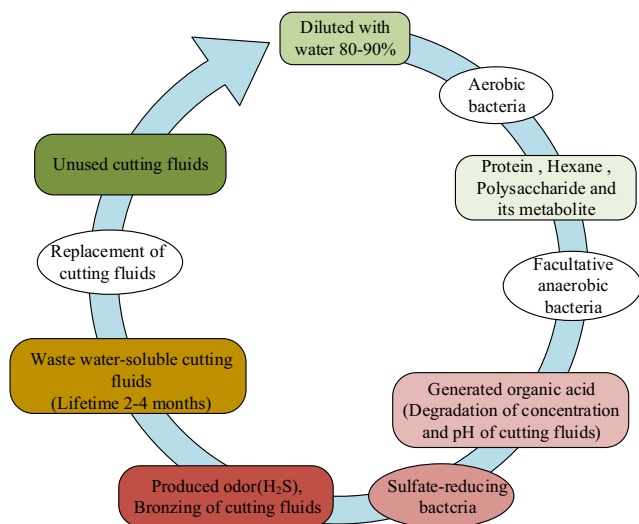 Diluted with
water 80-90%
Aerobic
bacteria
Protein , Hexane ,
Polysaccharide and
its metabolite
Facultative
anaerobic
bacteria
Generated organic acid
(Degradation of concentration
and pH of cutting fluids)
Sulfate-reducing
bacterria
Produced odor(H₂S),
Bronzing of cutting fluids
Waste water-soluble cutting
fluids
(Lifetime 2-4 months)
Replacement of
cutting fluids
Unused cutting fluids